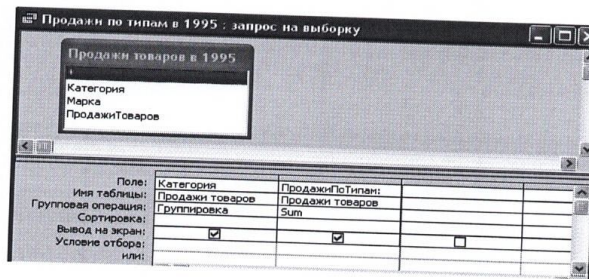 Продажи по типам в 1995 : запрос на выборку
Продажи товаров в 1995
*
Категория
Марка
ПродажиТоваров
Поле: Категория ПродажиПоТипам:
Имя таблицы: Продажи товаров Продажи товаров
Групповая операция: Группировка Sum
Сортировка:
Вывод на экран:
Условие отбора:
или: